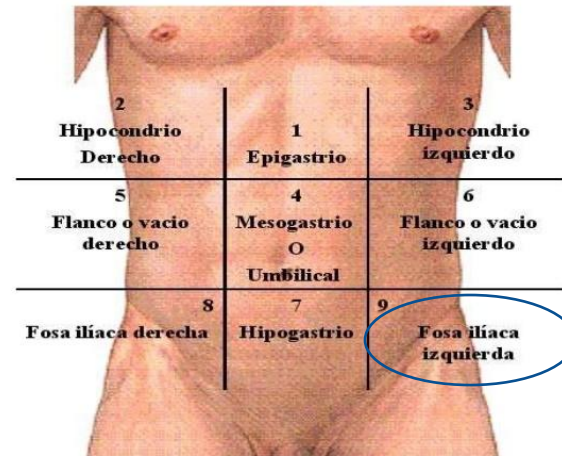 2
Hipocondrio
Derecho
1
Epigastrio
3
Hipocondrio
izquierdo
5
Flanco o vacio
derecho
4
Mesogastrio
O
Umbilical
6
Flanco o vacio
izquierdo
8
Fosa ilíaca derecha
7
Hipogastrio
9
Fosa ilíaca
izquierda